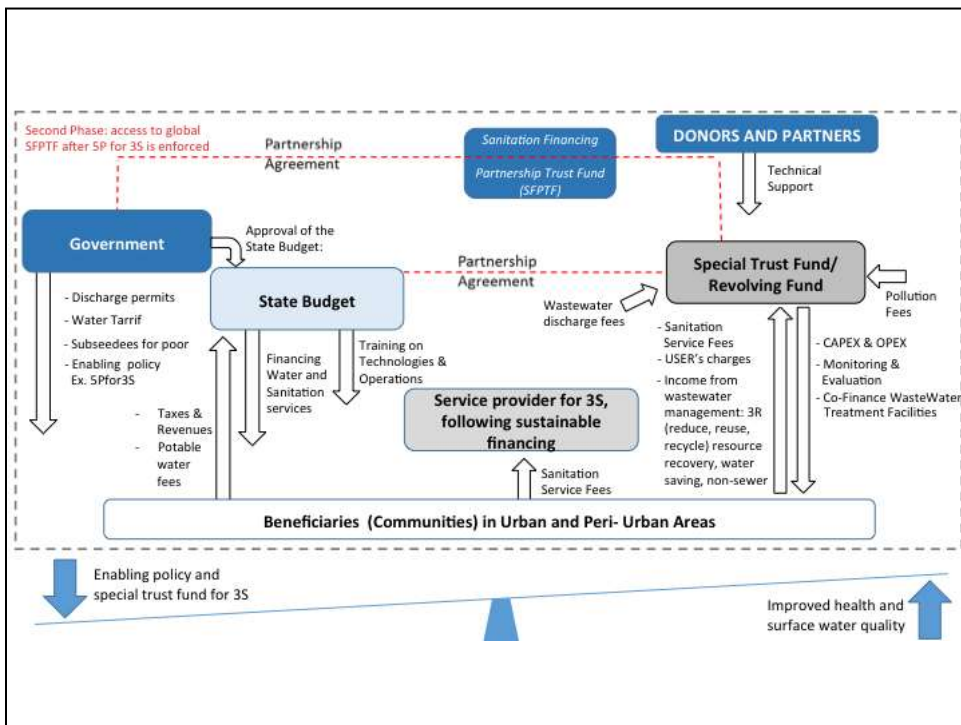 Second Phase: access to global
SFPTF after 5P for 3S is enforced
Partnership
Agreement
Sanitation Financing
Partnership Trust Fund
(SFPTF)
DONORS AND PARTNERS
Technical
Support
Government
Approval of the
State Budget:
State Budget
Partnership
Agreement
Special Trust Fund/
Revolving Fund
Wastewater
discharge fees
Pollution
Fees
- Discharge permits
- Water Tarrif
- Subseedees for poor
- Enabling policy
Ex. 5Pfor3S
- Taxes &
Revenues
- Potable
water
fees
Financing
Water and
Sanitation
services
Training on
Technologies &
Operations
Service provider for 3S,
following sustainable
financing
Sanitation
Service Fees
- Sanitation
Service Fees
- USER's charges
- Income from
wastewater
management: 3R
(reduce, reuse,
recycle) resource
recovery, water
saving, non-sewer
- CAPEX & OPEX
- Monitoring &
Evaluation
- Co-Finance WasteWater
Treatment Facilities
Beneficiaries (Communities) in Urban and Peri- Urban Areas
Enabling policy and
special trust fund for 3S
Improved health and
surface water quality